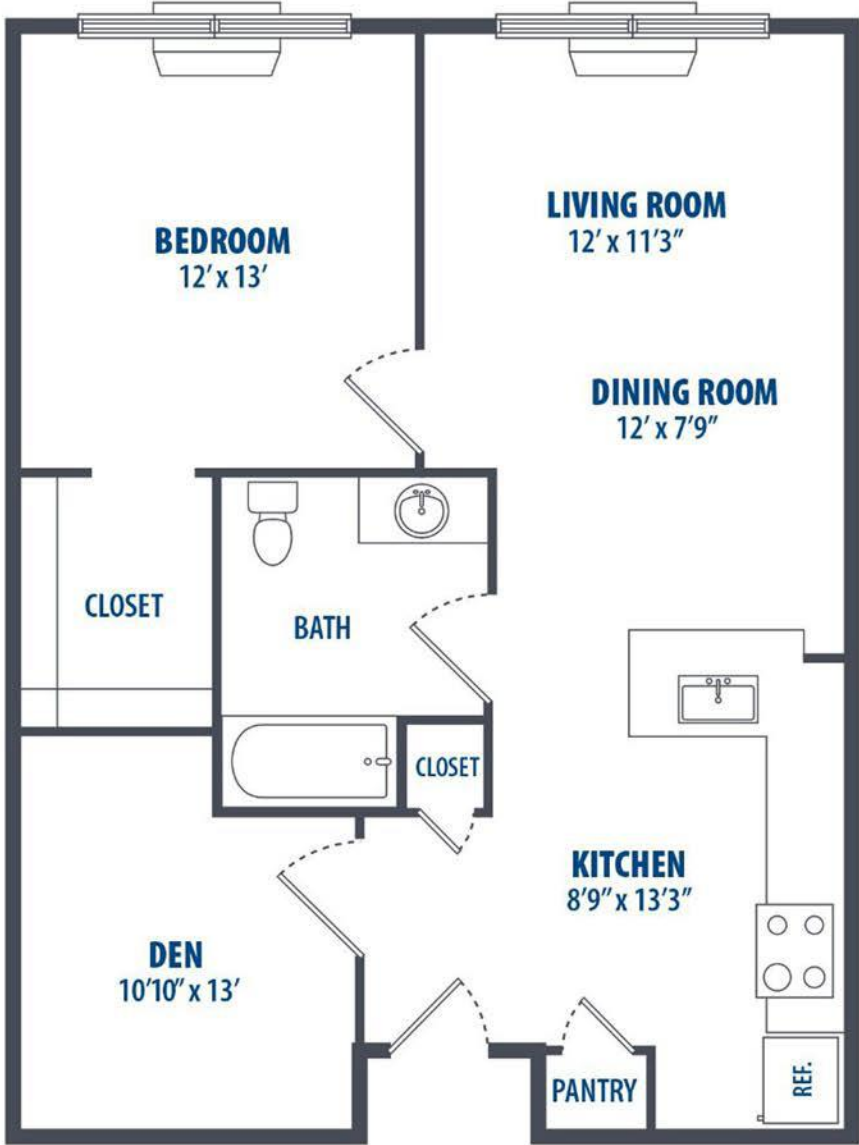 BEDROOM
12' x 13'
LIVING ROOM
12' x 11'3"
DINING ROOM
12' x 7'9"
CLOSET
BATH
CLOSET
KITCHEN
8'9" x 13'3"
DEN
10'10" x 13'
PANTRY
REF.